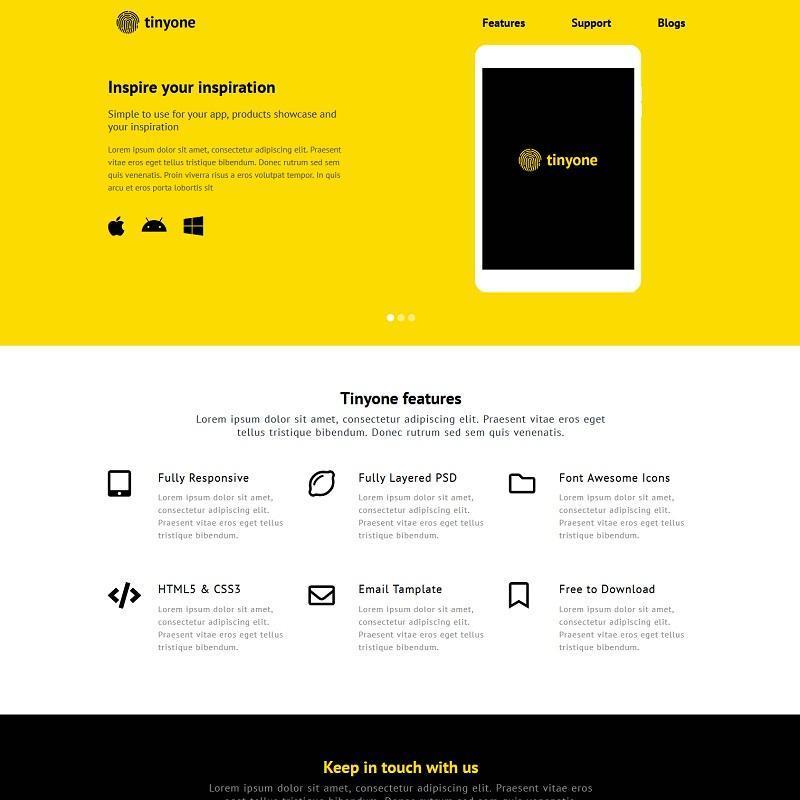 tinyone
Features Support Blogs
Inspire your inspiration
Simple to use for your app, products showcase and
your inspiration
Lorem ipsum dolor sit amet, consectetur adipiscing elit. Praesent
vitae eros eget tellus tristique bibendum. Donec rutrum sed sem
quis venenatis. Proin viverra risus a eros volutpat tempor. In quis
arcu et eros porta lobortis sit
tinyone
Tinyone features
Lorem ipsum dolor sit amet, consectetur adipiscing elit. Praesent vitae eros eget
tellus tristique bibendum. Donec rutrum sed sem quis venenatis.
Fully Responsive
Lorem ipsum dolor sit amet,
consectetur adipiscing elit.
Praesent vitae eros eget tellus
tristique bibendum.
Fully Layered PSD
Lorem ipsum dolor sit amet,
consectetur adipiscing elit.
Praesent vitae eros eget tellus
tristique bibendum.
Font Awesome Icons
Lorem ipsum dolor sit amet,
consectetur adipiscing elit.
Praesent vitae eros eget tellus
tristique bibendum.
HTML5 & CSS3
Lorem ipsum dolor sit amet,
consectetur adipiscing elit.
Praesent vitae eros eget tellus
tristique bibendum.
Email Tamplate
Lorem ipsum dolor sit amet,
consectetur adipiscing elit.
Praesent vitae eros eget tellus
tristique bibendum.
Free to Download
Lorem ipsum dolor sit amet,
consectetur adipiscing elit.
Praesent vitae eros eget tellus
tristique bibendum.
Keep in touch with us
Lorem ipsum dolor sit amet, consectetur adipiscing elit. Praesent vitae eros